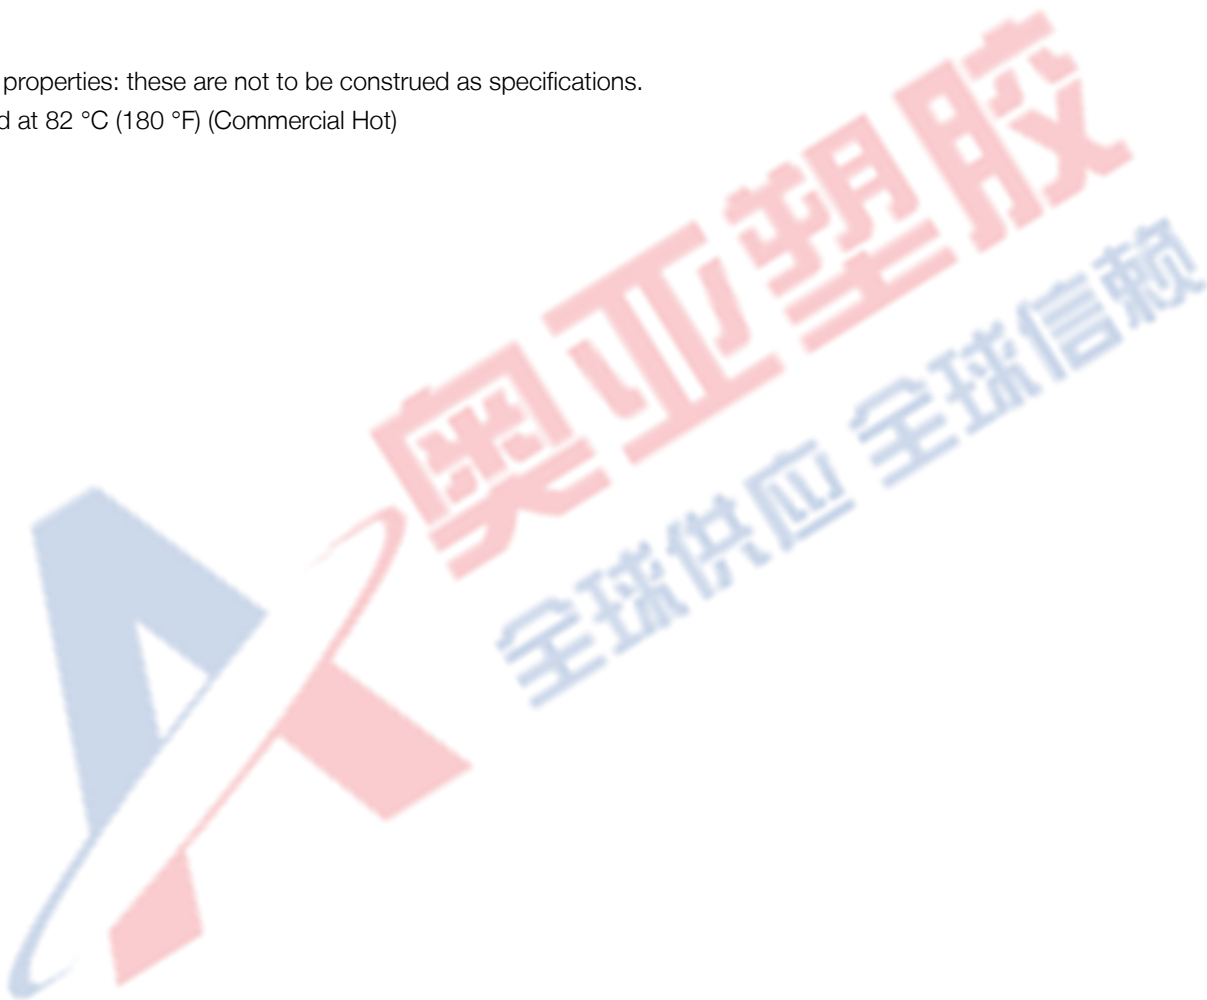 properties: these are not to be construed as specifications.
d at 82 °C (180 °F) (Commercial Hot)
奥亚塑胶
全球供应 全球信赖